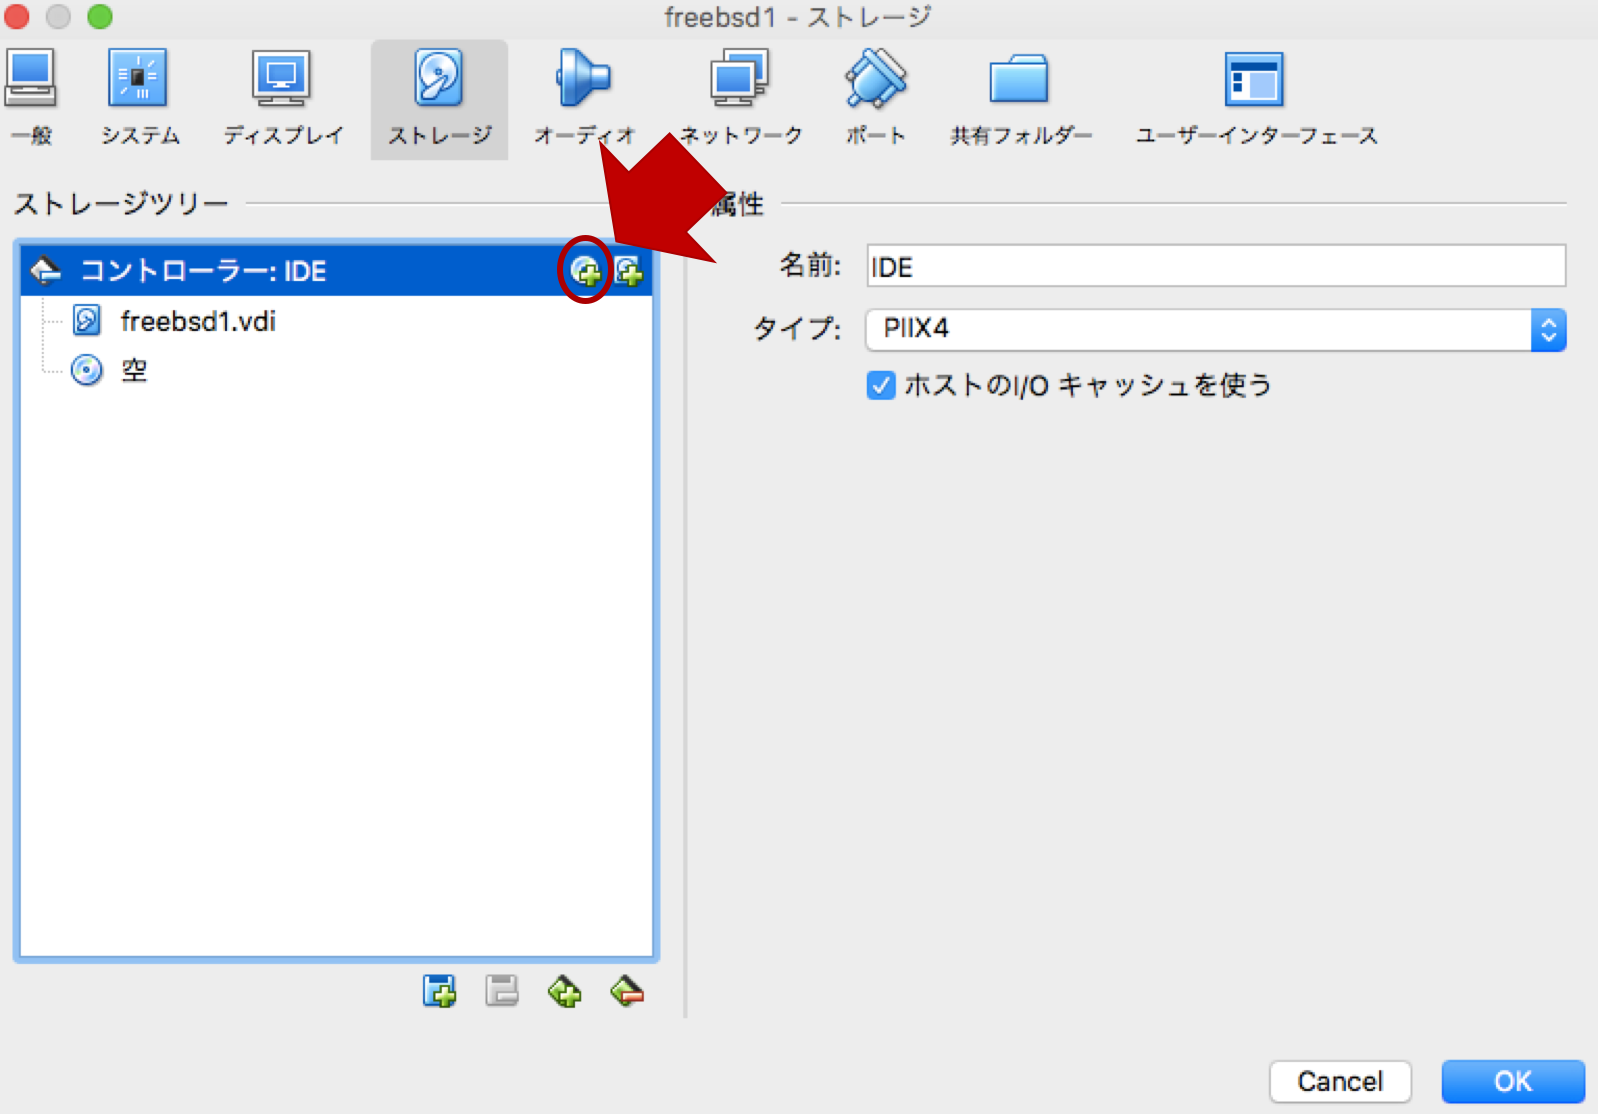 freebsd1 - ストレージ
一般 システム ディスプレイ ストレージ オーディオ ネットワーク ポート 共有フォルダー ユーザーインターフェース
ストレージツリー
コントローラー: IDE
freebsd1.vdi
空
属性
名前: IDE
タイプ: PIIX4
ホストのI/O キャッシュを使う
Cancel OK